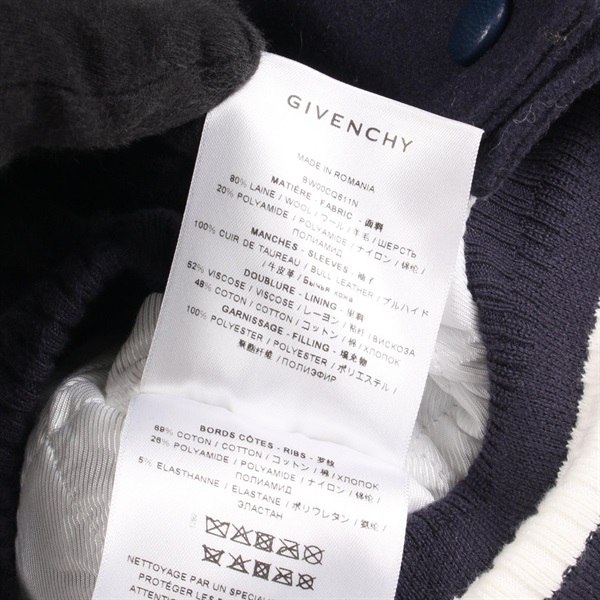 GIVENCHY
MADE IN ROMANIA
BW00CQ611N
MATIÈRE - FABRIC - 面料
80% LAINE / WOOL / ウール / 羊毛 / ШЕРСТЬ
20% POLYAMIDE / POLYAMIDE / ナイロン / 锦纶 /
ПОЛИАМИД
MANCHES - SLEEVES - 袖子
100% CUIR DE TAUREAU / BULL LEATHER / ブルハイド
/ 牛皮革 / Бычья кожа
DOUBLURE - LINING - 里料
52% VISCOSE / VISCOSE / レーヨン / 粘纤 / ВИСКОЗА
48% COTON / COTTON / コットン / 棉 / ХЛОПОК
GARNISSAGE - FILLING - 填充物
100% POLYESTER / POLYESTER / ポリエステル /
聚酯纤维 / ПОЛИЭФИР
BORDS CÔTES - RIBS - 罗纹
69% COTON / COTTON / コットン / 棉 / ХЛОПОК
26% POLYAMIDE / POLYAMIDE / ナイロン / 锦纶 /
ПОЛИАМИД
5% ELASTHANNE / ELASTANE / ポリウレタン / 氨纶 /
ЭЛАСТАН
NETTOYAGE PAR UN SPECIALI
PROTÉGER LES